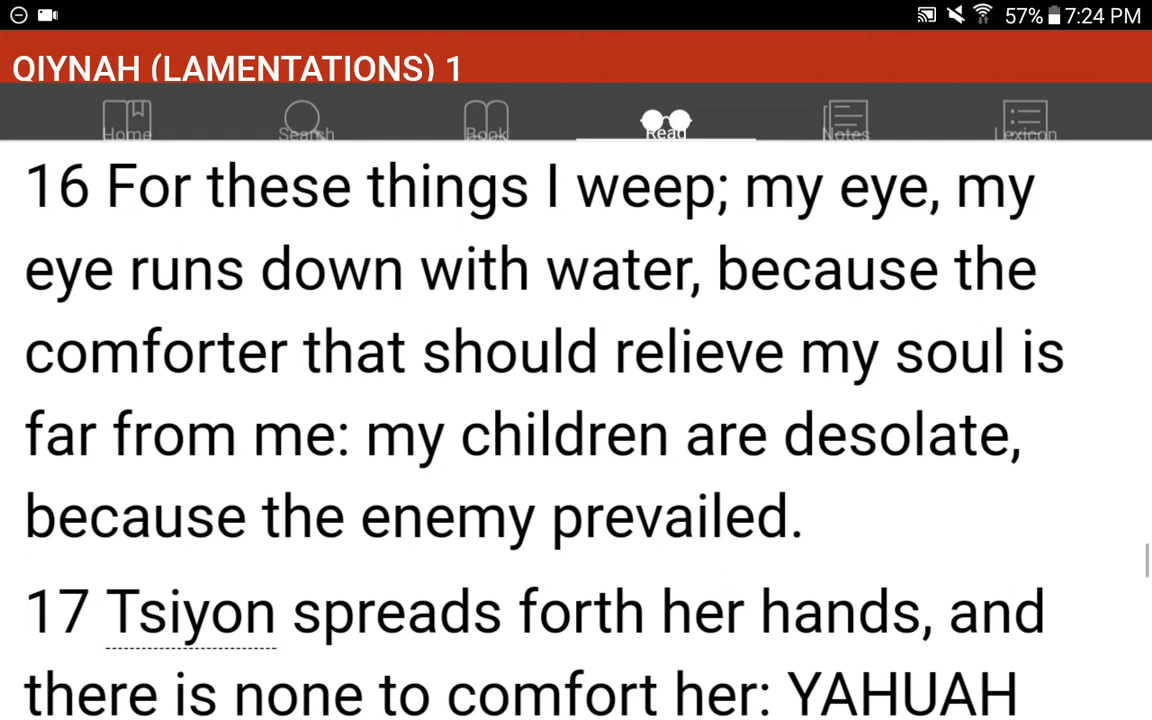 57% 7:24 PM
QIYNAH (LAMENTATIONS) 1
Home Search Book Read Notes Lexicon
16 For these things I weep; my eye, my
eye runs down with water, because the
comforter that should relieve my soul is
far from me: my children are desolate,
because the enemy prevailed.
17 Tsiyon spreads forth her hands, and
there is none to comfort her: YAHUAH